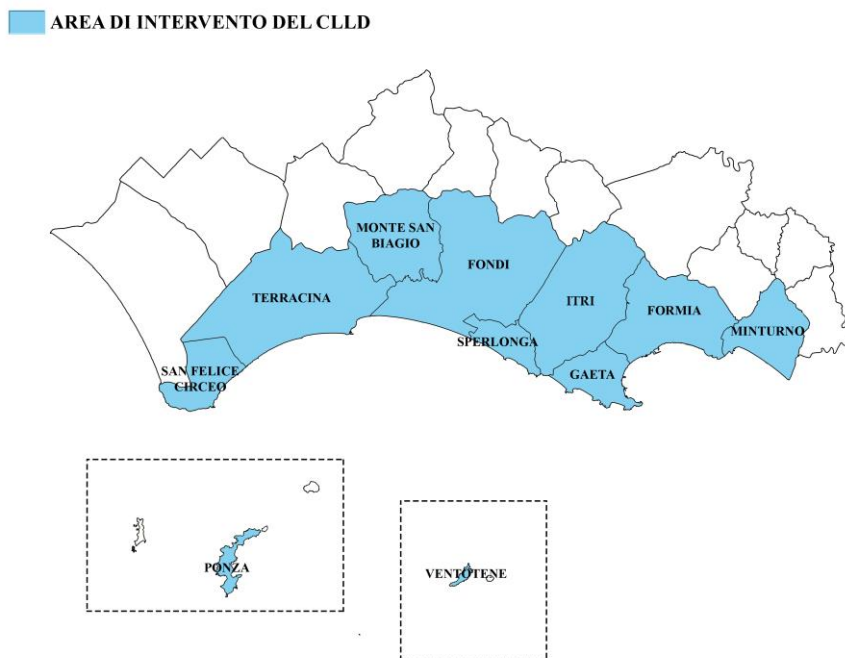 AREA DI INTERVENTO DEL CLLD
MONTE SAN
BIAGIO
FONDI
TERRACINA
ITRI
FORMIA
MINTURNO
SPERLONGA
SAN FELICE
CIRCEO
GAETA
PONZA
VENTOTENE